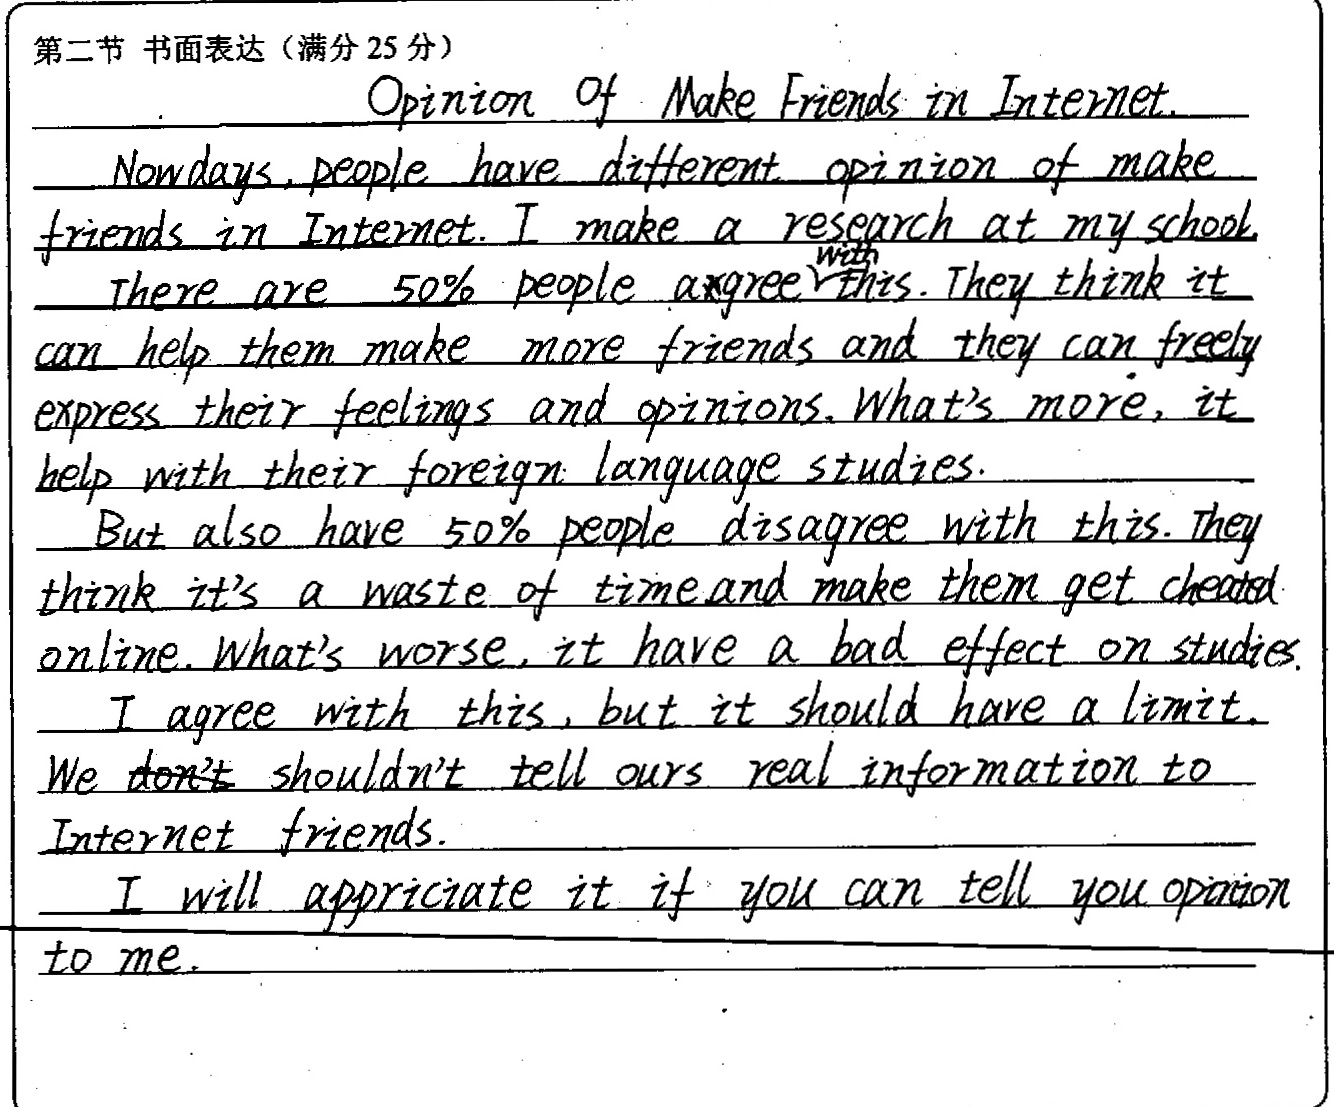 第二节 书面表达（满分 25 分）
Opinion Of Make Friends in Internet.
Nowdays, people have different opinion of make
friends in Internet. I make a research at my school.
There are 50% people agree with this. They think it
can help them make more friends and they can freely
express their feelings and opinions. What's more, it
help with their foreign language studies.
But also have 50% people disagree with this. They
think it's a waste of time and make them get cheated
online. What's worse, it have a bad effect on studies.
I agree with this, but it should have a limit.
We don't shouldn't tell ours real information to
Internet friends.
I will appriciate it if you can tell you opinion
to me.